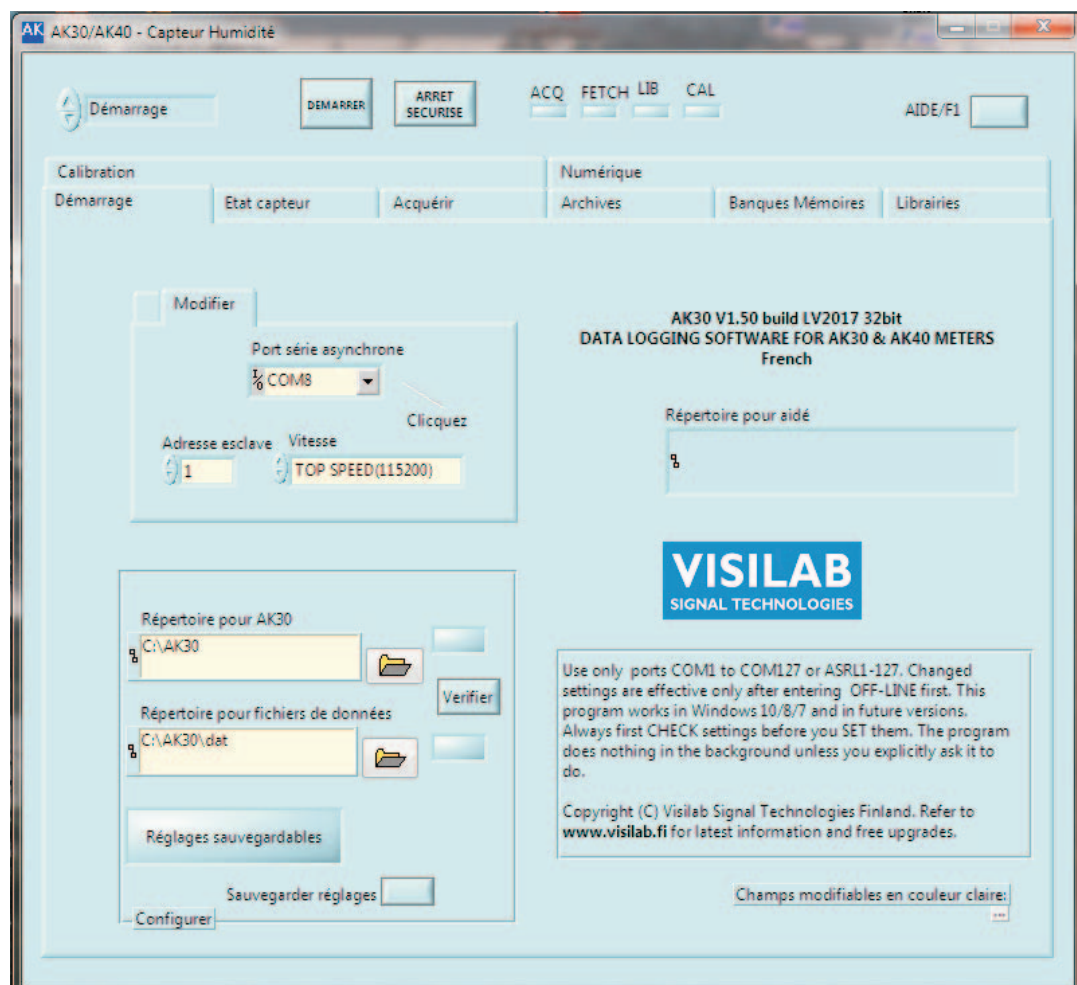 AK AK30/AK40 - Capteur Humidité
Démarrage
DEMARRER
ARRET
SECURISE
ACQ FETCH LIB CAL
AIDE/F1
Calibration
Numérique
Démarrage
Etat capteur
Acquérir
Archives
Banques Mémoires
Librairies
Modifier
Port série asynchrone
COM8
Clicquez
Adresse esclave
Vitesse
1
TOP SPEED(115200)
AK30 V1.50 build LV2017 32bit
DATA LOGGING SOFTWARE FOR AK30 & AK40 METERS
French
Répertoire pour aidé
VISILAB
SIGNAL TECHNOLOGIES
Répertoire pour AK30
C:\AK30
Verifier
Répertoire pour fichiers de données
C:\AK30\dat
Réglages sauvegardables
Sauvegarder réglages
Configurer
Use only ports COM1 to COM127 or ASRL1-127. Changed
settings are effective only after entering OFF-LINE first. This
program works in Windows 10/8/7 and in future versions.
Always first CHECK settings before you SET them. The program
does nothing in the background unless you explicitly ask it to
do.
Copyright (C) Visilab Signal Technologies Finland. Refer to
www.visilab.fi for latest information and free upgrades.
Champs modifiables en couleur claire:
...